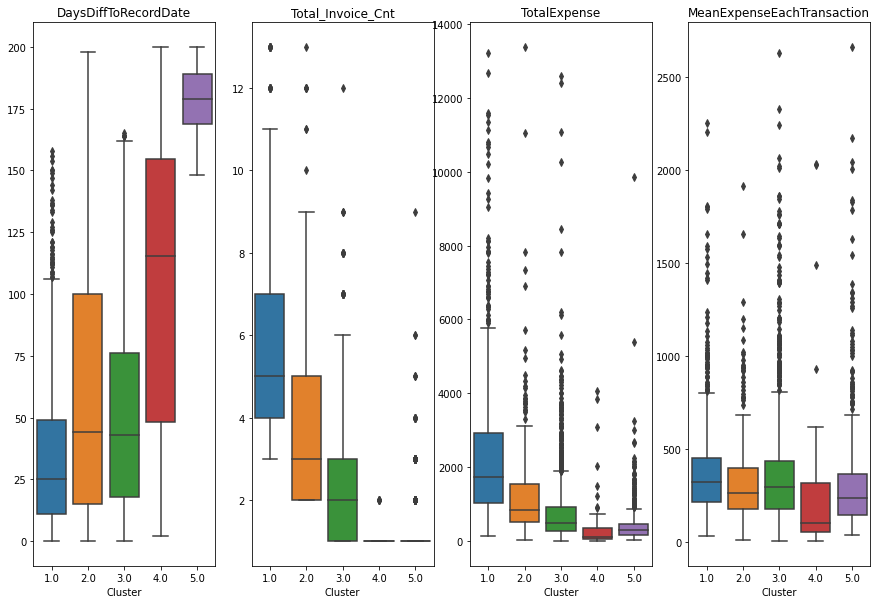 DaysDiffToRecordDate
200
175
150
125
100
75
50
25
0
1.0 2.0 3.0 4.0 5.0
Cluster
Total_Invoice_Cnt
12
10
8
6
4
2
1.0 2.0 3.0 4.0 5.0
Cluster
TotalExpense
14000
12000
10000
8000
6000
4000
2000
0
1.0 2.0 3.0 4.0 5.0
Cluster
MeanExpenseEachTransaction
2500
2000
1500
1000
500
0
1.0 2.0 3.0 4.0 5.0
Cluster